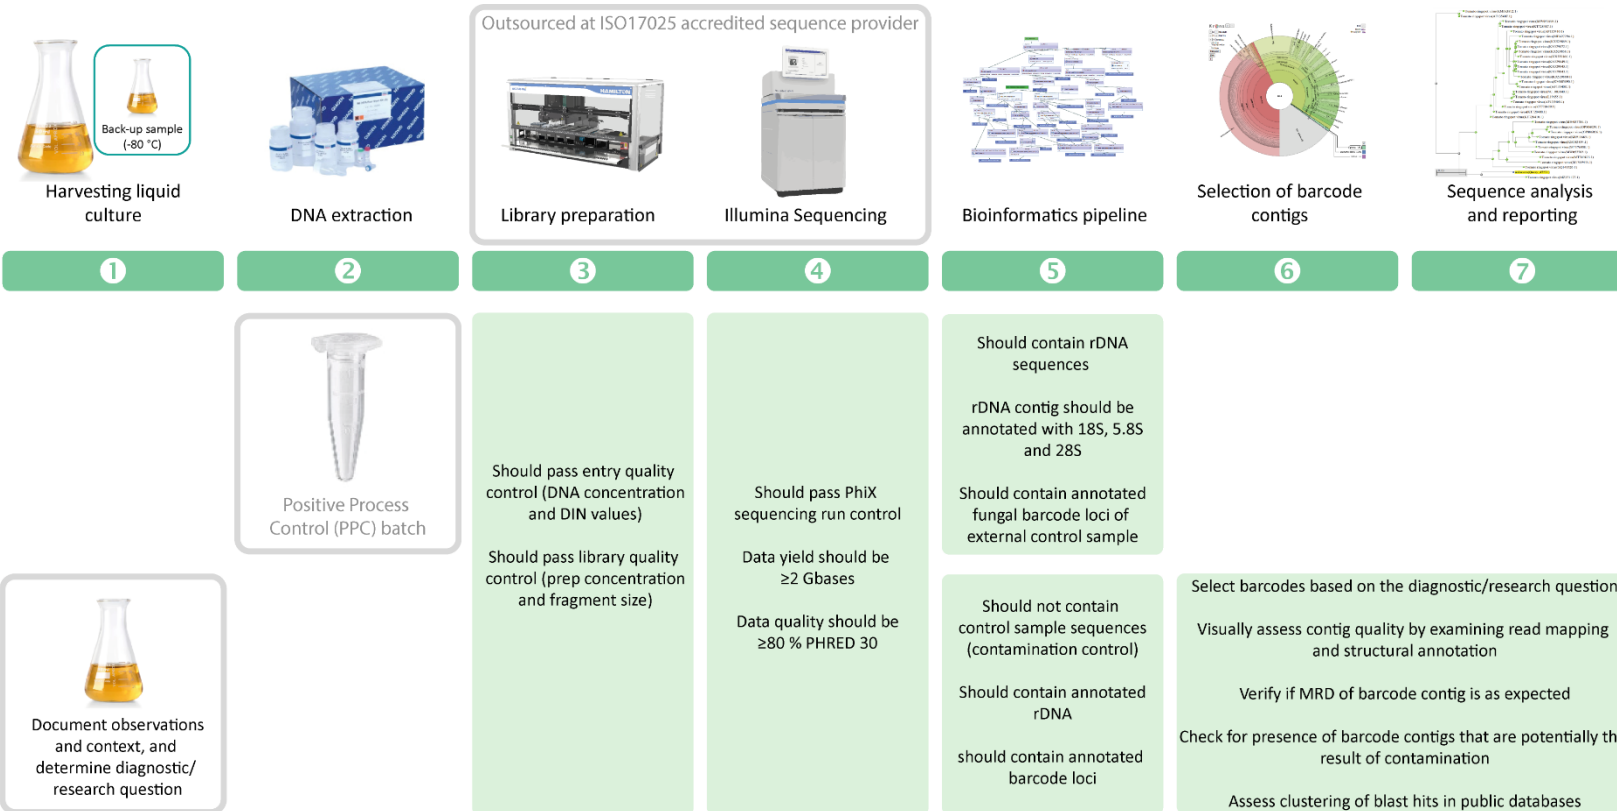 Outsourced at ISO17025 accredited sequence provider
Back-up sample
(-80 °C)
HAMILTON
Harvesting liquid
culture
DNA extraction
Library preparation
Illumina Sequencing
Bioinformatics pipeline
Selection of barcode
contigs
Sequence analysis
and reporting
1
2
3
4
5
6
7
Positive Process
Control (PPC) batch
Document observations
and context, and
determine diagnostic/
research question
Should pass entry quality
control (DNA concentration
and DIN values)
Should pass library quality
control (prep concentration
and fragment size)
Should pass PhiX
sequencing run control
Data yield should be
≥2 Gbases
Data quality should be
≥80 % PHRED 30
Should contain rDNA
sequences
rDNA contig should be
annotated with 18S, 5.8S
and 28S
Should contain annotated
fungal barcode loci of
external control sample
Should not contain
control sample sequences
(contamination control)
Should contain annotated
rDNA
should contain annotated
barcode loci
Select barcodes based on the diagnostic/research question
Visually assess contig quality by examining read mapping
and structural annotation
Verify if MRD of barcode contig is as expected
Check for presence of barcode contigs that are potentially th
result of contamination
Assess clustering of blast hits in public databases